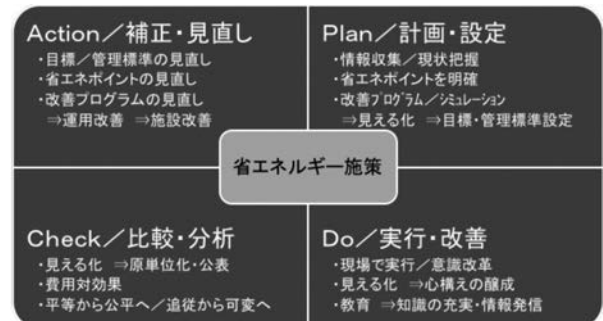 Action／補正・見直し
・目標／管理標準の見直し
・省エネポイントの見直し
・改善プログラムの見直し
⇒運用改善 ⇒施設改善
Plan／計画・設定
・情報収集／現状把握
・省エネポイントを明確
・改善プログラム／シミュレーション
⇒見える化 ⇒目標・管理標準設定
省エネルギー施策
Check／比較・分析
・見える化 ⇒原単位化・公表
・費用対効果
・平等から公平へ／追従から可変へ
Do／実行・改善
・現場で実行／意識改革
・見える化 ⇒心構えの醸成
・教育 ⇒知識の充実・情報発信